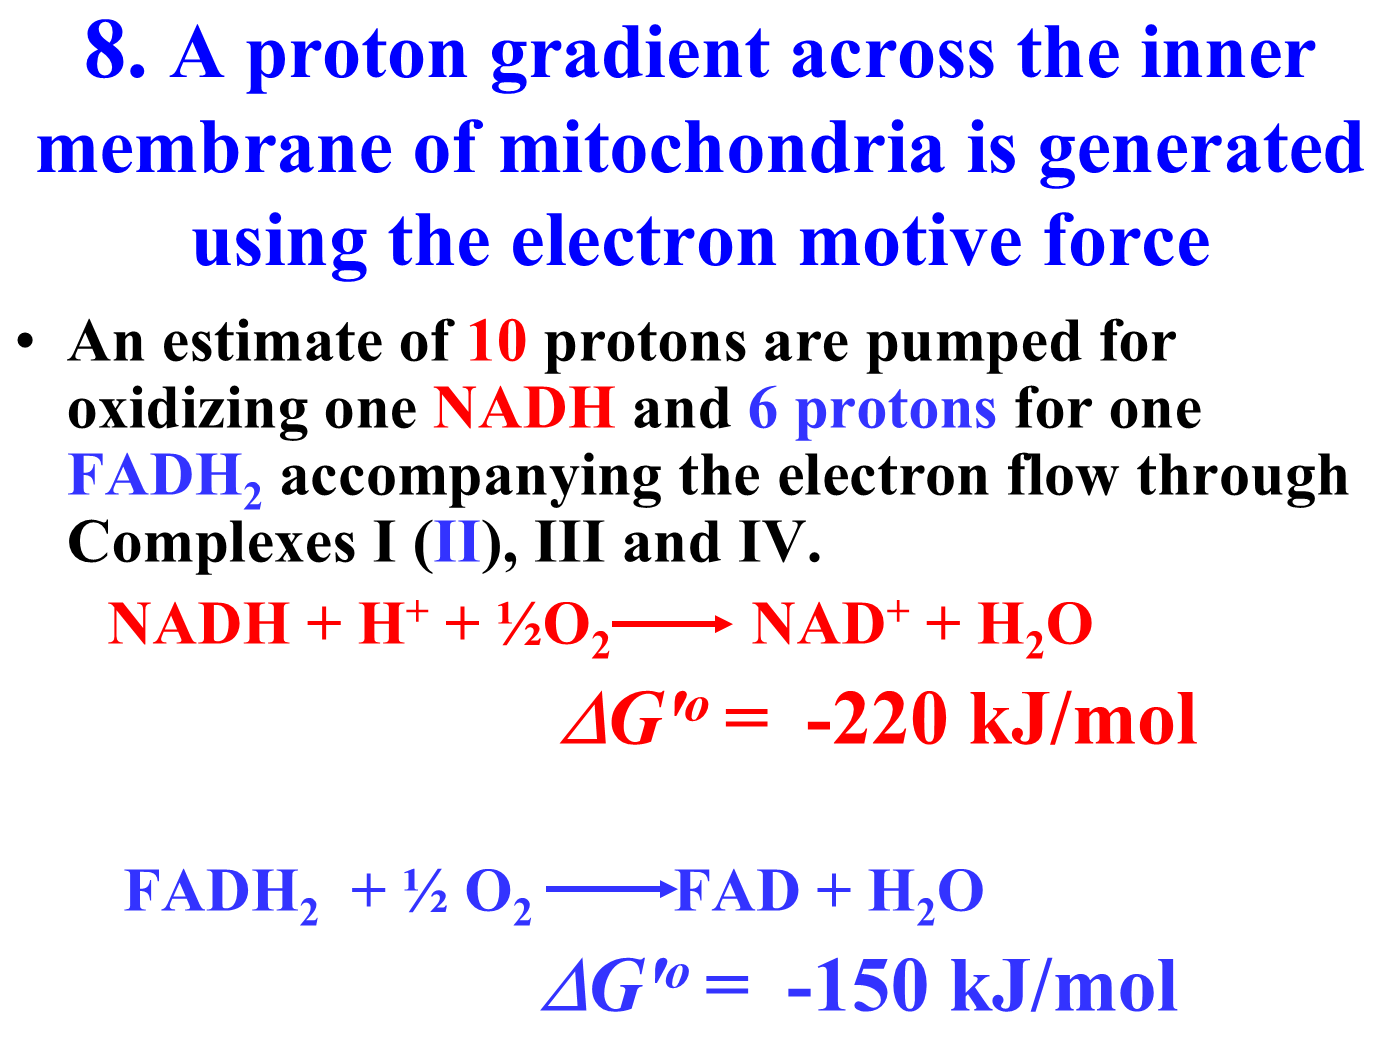 8. A proton gradient across the inner
membrane of mitochondria is generated
using the electron motive force
• An estimate of 10 protons are pumped for
oxidizing one NADH and 6 protons for one
FADH₂ accompanying the electron flow through
Complexes I (II), III and IV.
NADH + H⁺ + ½O₂ ⟶ NAD⁺ + H₂O
ΔG'º = -220 kJ/mol
FADH₂ + ½ O₂ ⟶ FAD + H₂O
ΔG'º = -150 kJ/mol